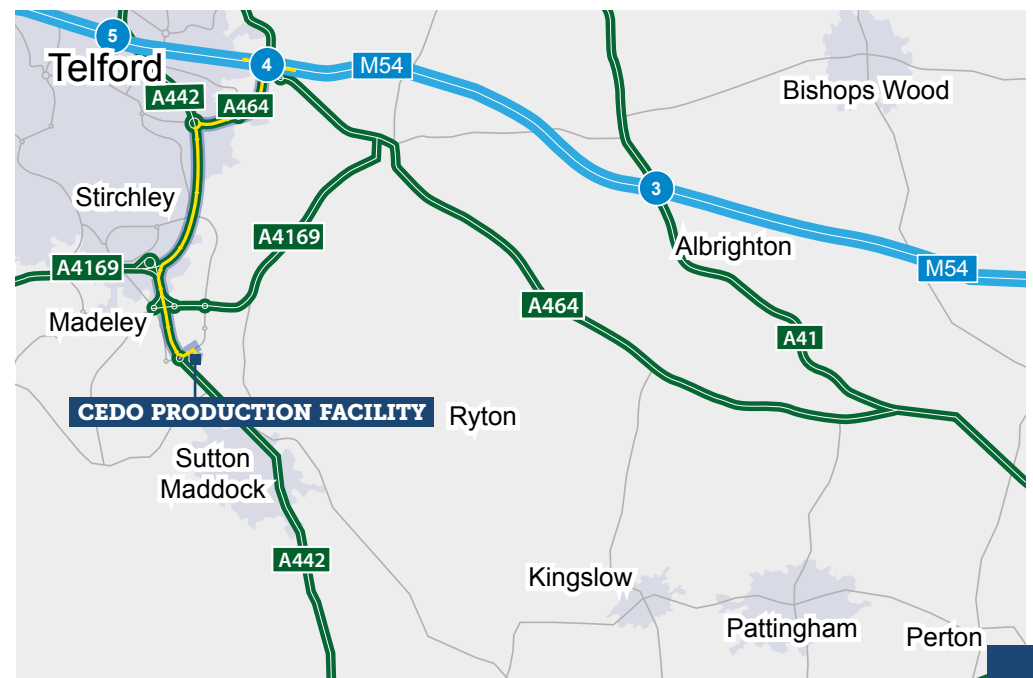 5
Telford
4
M54
Bishops Wood
A442
A464
Stirchley
3
A4169
Albrighton
A4169
M54
A464
Madeley
A41
CEDO PRODUCTION FACILITY
Ryton
Sutton
Maddock
A442
Kingslow
Pattingham
Perton